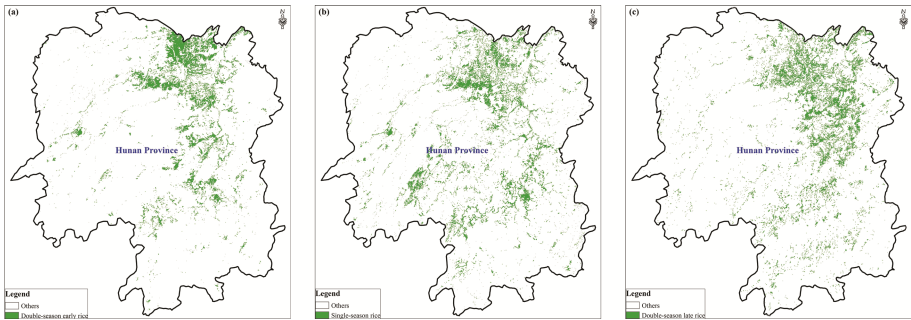 (a)
N
Hunan Province
Legend
Others
Double-season early rice
(b)
N
Hunan Province
Legend
Others
Single-season rice
(c)
N
Hunan Province
Legend
Others
Double-season late rice